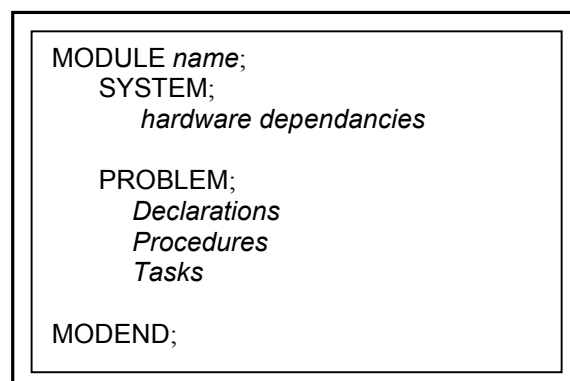 MODULE name;
SYSTEM;
hardware dependancies
PROBLEM;
Declarations
Procedures
Tasks
MODEND;